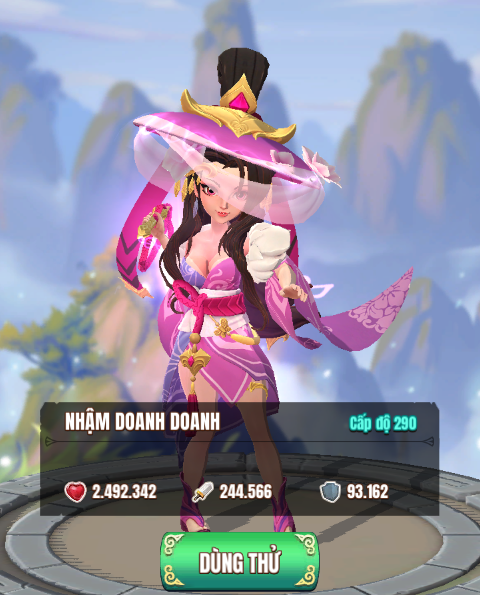 NHẬM DOANH DOANH
Cấp độ 290
2.492.342 244.566 93.162
DÙNG THỬ